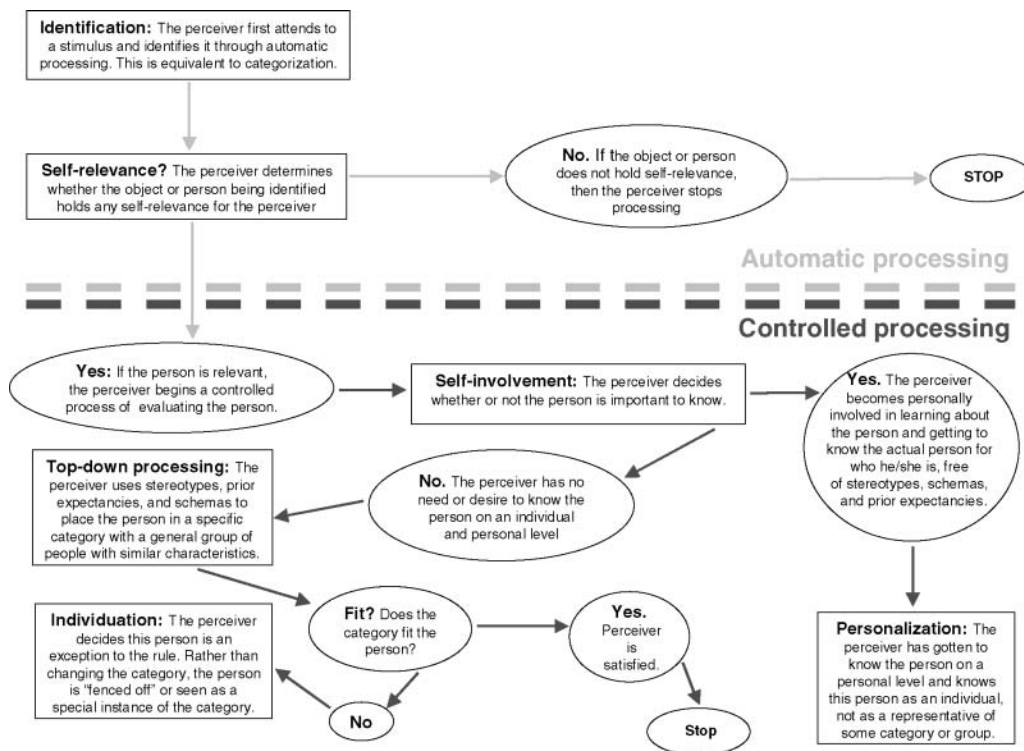 Identification: The perceiver first attends to
a stimulus and identifies it through automatic
processing. This is equivalent to categorization.
Self-relevance? The perceiver determines
whether the object or person being identified
holds any self-relevance for the perceiver
No. If the object or person
does not hold self-relevance,
then the perceiver stops
processing
STOP
Automatic processing
Controlled processing
Yes: If the person is relevant,
the perceiver begins a controlled
process of evaluating the person.
Self-involvement: The perceiver decides
whether or not the person is important to know.
Yes. The perceiver
becomes personally
involved in learning about
the person and getting to
know the actual person for
who he/she is, free
of stereotypes, schemas,
and prior expectancies.
No. The perceiver has no
need or desire to know the
person on an individual
and personal level
Top-down processing: The
perceiver uses stereotypes, prior
expectancies, and schemas to
place the person in a specific
category with a general group of
people with similar characteristics.
Fit? Does the
category fit the
person?
Yes.
Perceiver
is
satisfied.
Stop
No
Individuation: The perceiver
decides this person is an
exception to the rule. Rather than
changing the category, the person
is “fenced off” or seen as a
special instance of the category.
Personalization: The
perceiver has gotten to
know the person on a
personal level and knows
this person as an individual,
not as a representative of
some category or group.